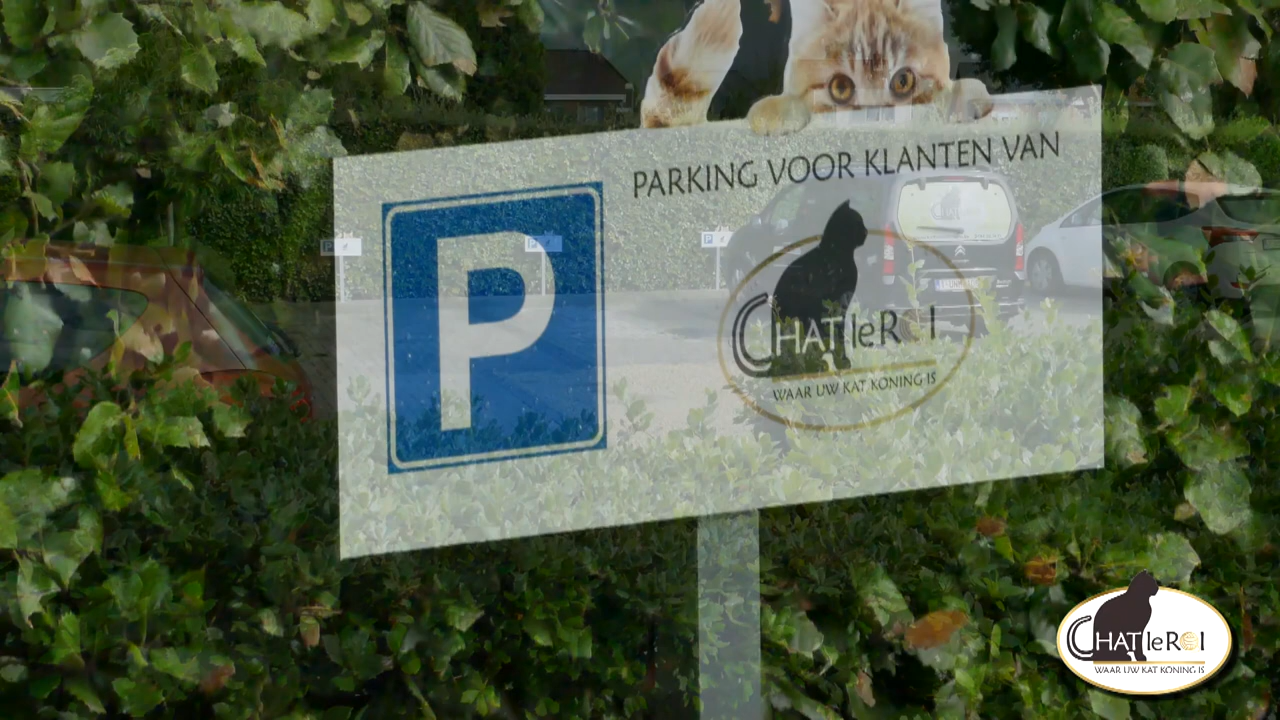 PARKING VOOR KLANTEN VAN
P
CHAT le ROI
WAAR UW KAT KONING IS
CHAT le ROI
WAAR UW KAT KONING IS